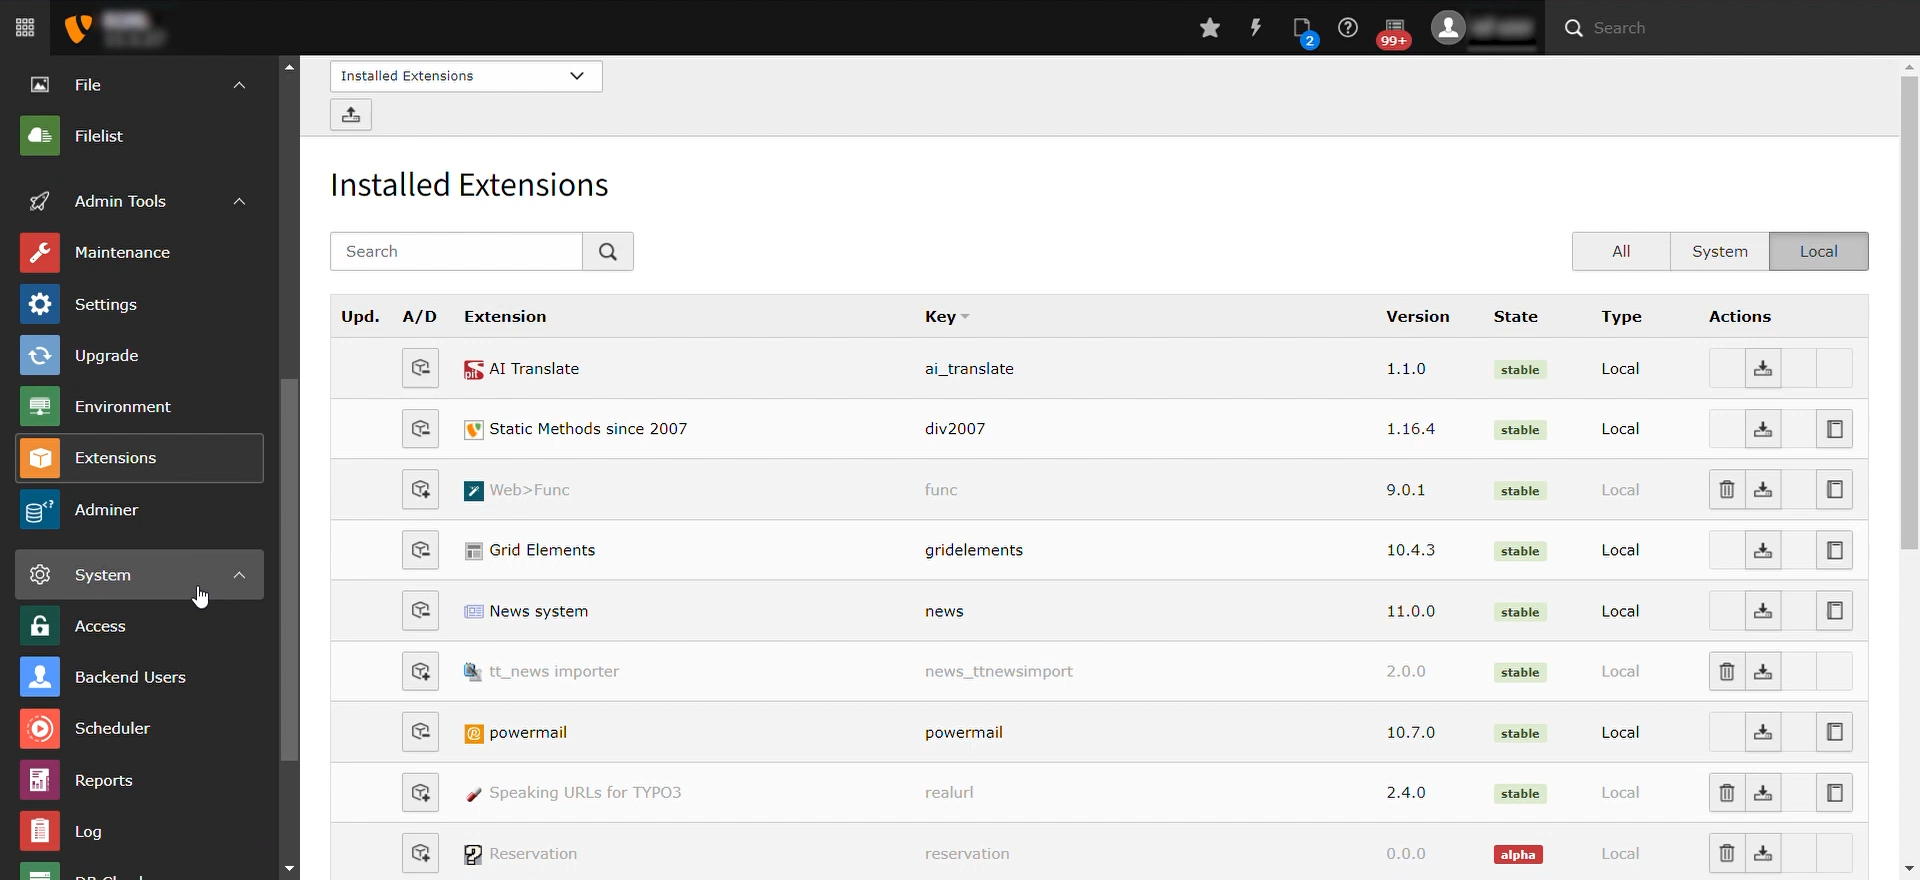 2
99+
Search
File
Filelist
Admin Tools
Maintenance
Settings
Upgrade
Environment
Extensions
Adminer
System
Access
Backend Users
Scheduler
Reports
Log
Installed Extensions
Installed Extensions
Search
All System Local
Upd. A/D Extension Key Version State Type Actions
AI Translate ai_translate 1.1.0 stable Local
Static Methods since 2007 div2007 1.16.4 stable Local
Web>Func func 9.0.1 stable Local
Grid Elements gridelements 10.4.3 stable Local
News system news 11.0.0 stable Local
tt_news importer news_ttnewsimport 2.0.0 stable Local
powermail powermail 10.7.0 stable Local
Speaking URLs for TYPO3 realurl 2.4.0 stable Local
Reservation reservation 0.0.0 alpha Local